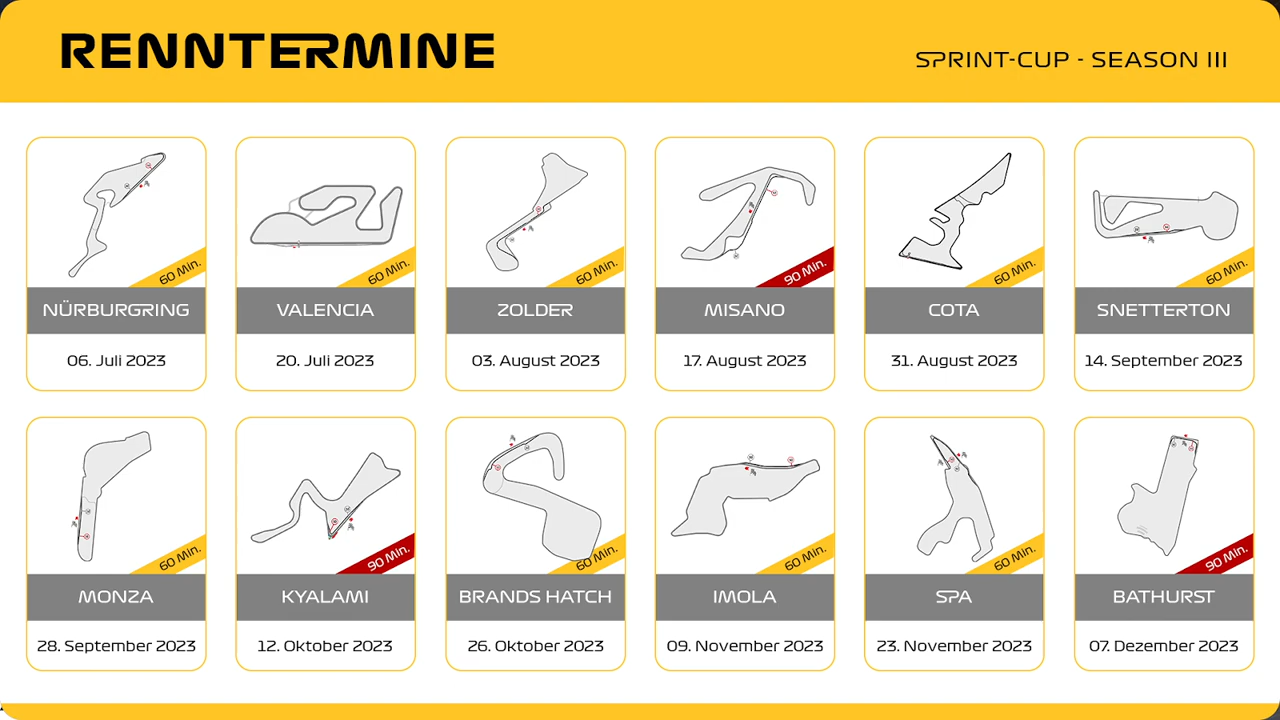 RENNTERMINE
SPRINT-CUP - SEASON III
60 Min.
60 Min.
60 Min.
90 Min.
60 Min.
60 Min.
NÜRBURGRING
VALENCIA
ZOLDER
MISANO
COTA
SNETTERTON
06. Juli 2023
20. Juli 2023
03. August 2023
17. August 2023
31. August 2023
14. September 2023
60 Min.
90 Min.
60 Min.
60 Min.
60 Min.
90 Min.
MONZA
KYALAMI
BRANDS HATCH
IMOLA
SPA
BATHURST
28. September 2023
12. Oktober 2023
26. Oktober 2023
09. November 2023
23. November 2023
07. Dezember 2023